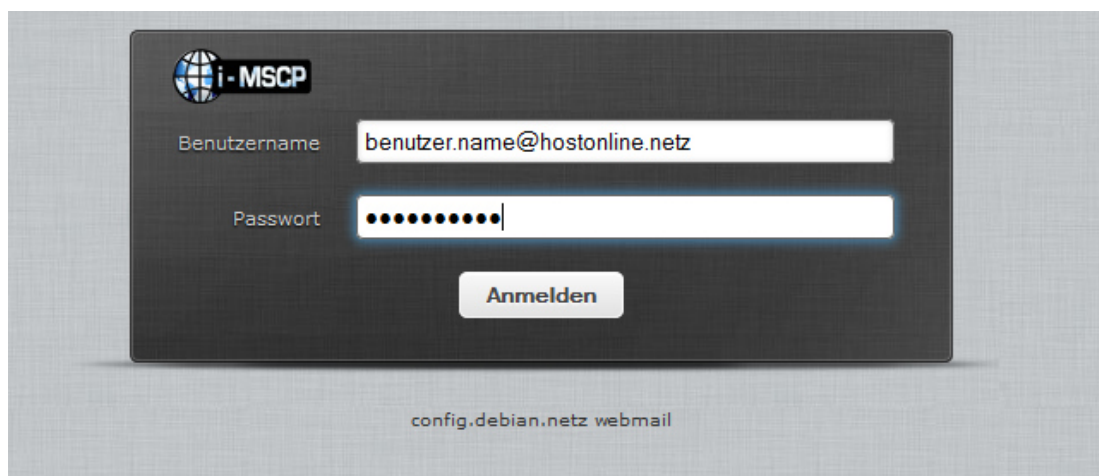 i-MSCP
Benutzername benutzer.name@hostonline.netz
Passwort ●●●●●●●●●●
Anmelden
config.debian.netz webmail